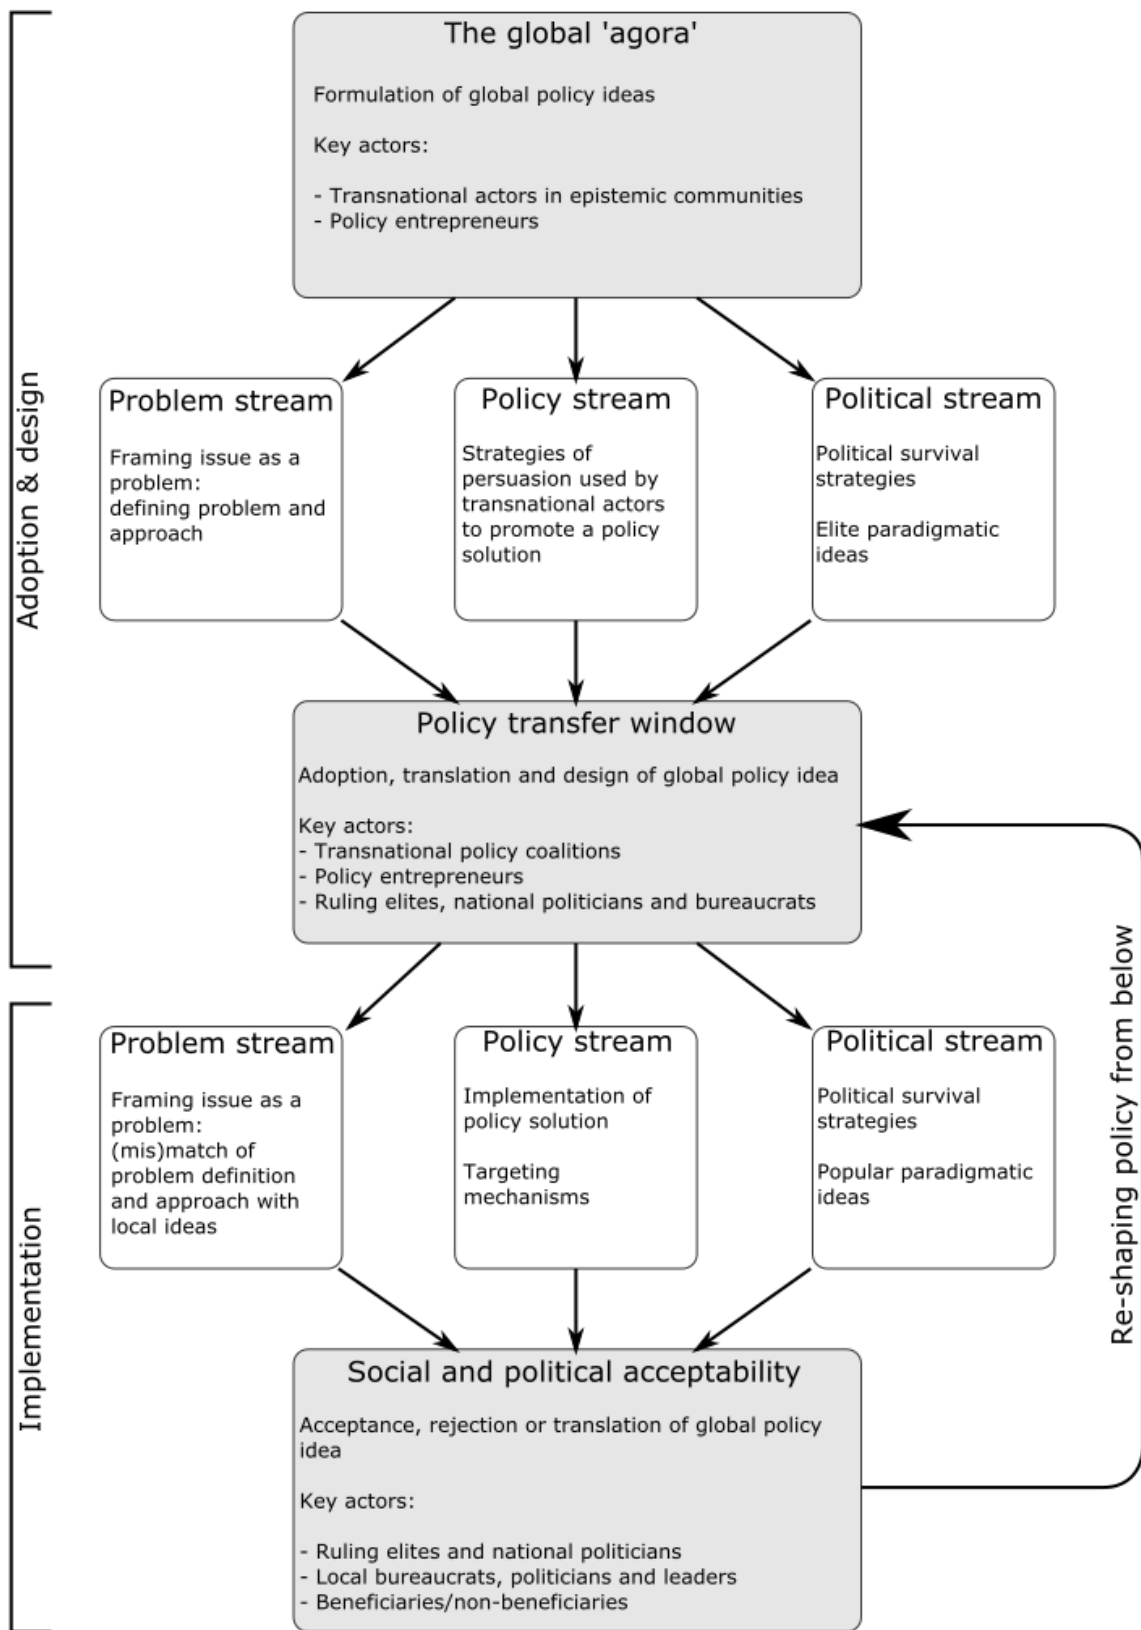 The global 'agora'
Formulation of global policy ideas
Key actors:
- Transnational actors in epistemic communities
- Policy entrepreneurs
Adoption & design
Problem stream
Framing issue as a
problem:
defining problem and
approach
Policy stream
Strategies of
persuasion used by
transnational actors
to promote a policy
solution
Political stream
Political survival
strategies
Elite paradigmatic
ideas
Policy transfer window
Adoption, translation and design of global policy idea
Key actors:
- Transnational policy coalitions
- Policy entrepreneurs
- Ruling elites, national politicians and bureaucrats
Implementation
Problem stream
Framing issue as a
problem:
(mis)match of
problem definition
and approach with
local ideas
Policy stream
Implementation of
policy solution
Targeting
mechanisms
Political stream
Political survival
strategies
Popular paradigmatic
ideas
Re-shaping policy from below
Social and political acceptability
Acceptance, rejection or translation of global policy
idea
Key actors:
- Ruling elites and national politicians
- Local bureaucrats, politicians and leaders
- Beneficiaries/non-beneficiaries